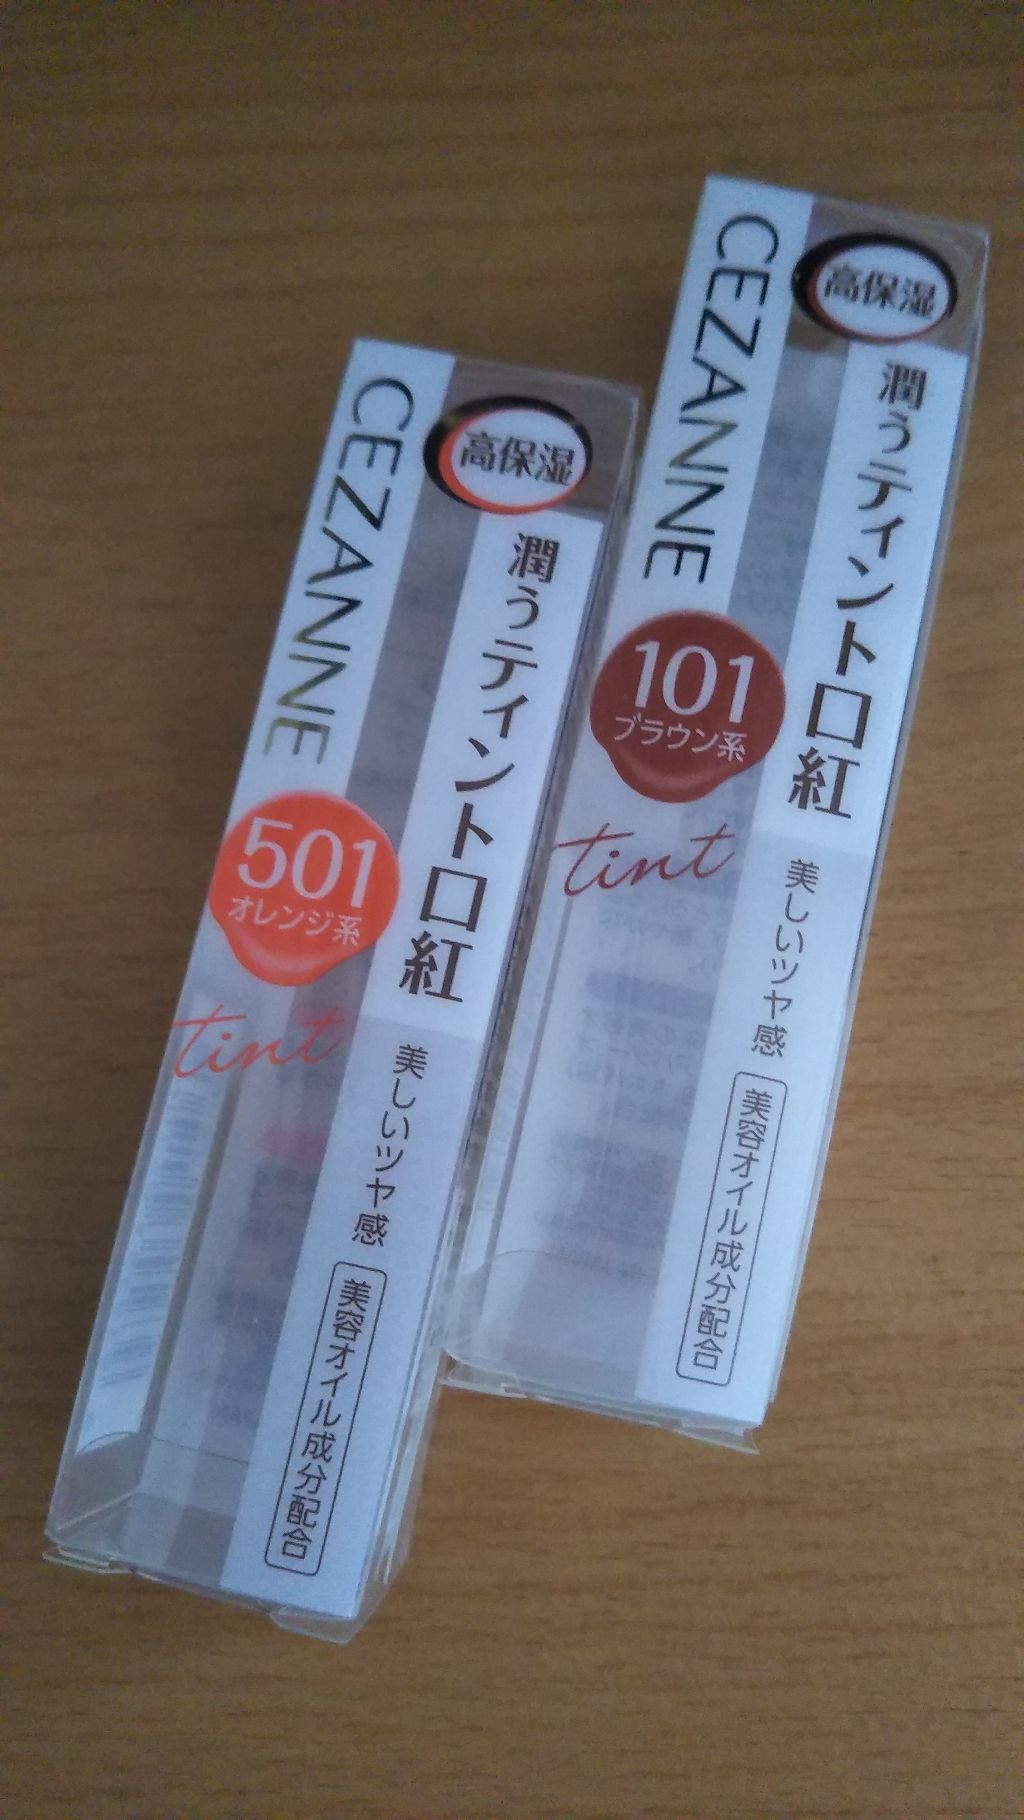 CEZANNE
高保湿
潤うティント口紅
501
オレンジ系
tint
美しいツヤ感
美容オイル成分配合
CEZANNE
高保湿
潤うティント口紅
101
ブラウン系
tint
美しいツヤ感
美容オイル成分配合